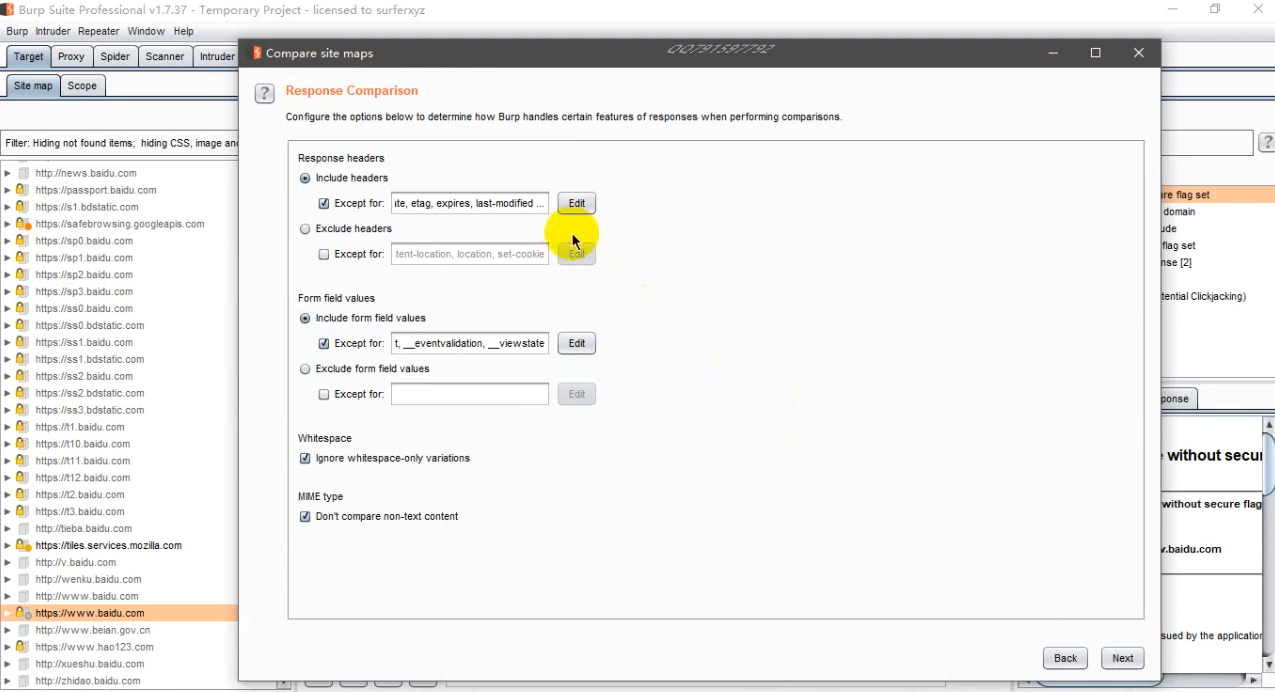 Burp Suite Professional v1.7.37 - Temporary Project - licensed to surferxyz
Burp Intruder Repeater Window Help
Target Proxy Spider Scanner Intruder
Compare site maps
QQ791597792
Site map Scope
?
Response Comparison
Configure the options below to determine how Burp handles certain features of responses when performing comparisons.
Filter: Hiding not found items; hiding CSS, image and
?
Response headers
Include headers
Except for: ate, etag, expires, last-modified ... Edit
Exclude headers
Except for: tent-location, location, set-cookie Edit
Form field values
Include form field values
Except for: t, __eventvalidation, __viewstate Edit
Exclude form field values
Except for: Edit
Whitespace
Ignore whitespace-only variations
MIME type
Don't compare non-text content
Back Next
http://news.baidu.com
https://passport.baidu.com
https://s1.bdstatic.com
https://safebrowsing.googleapis.com
https://sp0.baidu.com
https://sp1.baidu.com
https://sp2.baidu.com
https://sp3.baidu.com
https://ss0.baidu.com
https://ss0.bdstatic.com
https://ss1.baidu.com
https://ss1.bdstatic.com
https://ss2.baidu.com
https://ss2.bdstatic.com
https://ss3.bdstatic.com
https://t1.baidu.com
https://t10.baidu.com
https://t11.baidu.com
https://t12.baidu.com
https://t2.baidu.com
https://t3.baidu.com
http://tieba.baidu.com
https://tiles.services.mozilla.com
http://v.baidu.com
http://wenku.baidu.com
http://www.baidu.com
https://www.baidu.com
http://www.beian.gov.cn
https://www.hao123.com
http://xueshu.baidu.com
http://zhidao.baidu.com
ure flag set
domain
ude
flag set
nse [2]
tential Clickjacking)
ponse
without secu
without secure flag
v.baidu.com
sued by the application